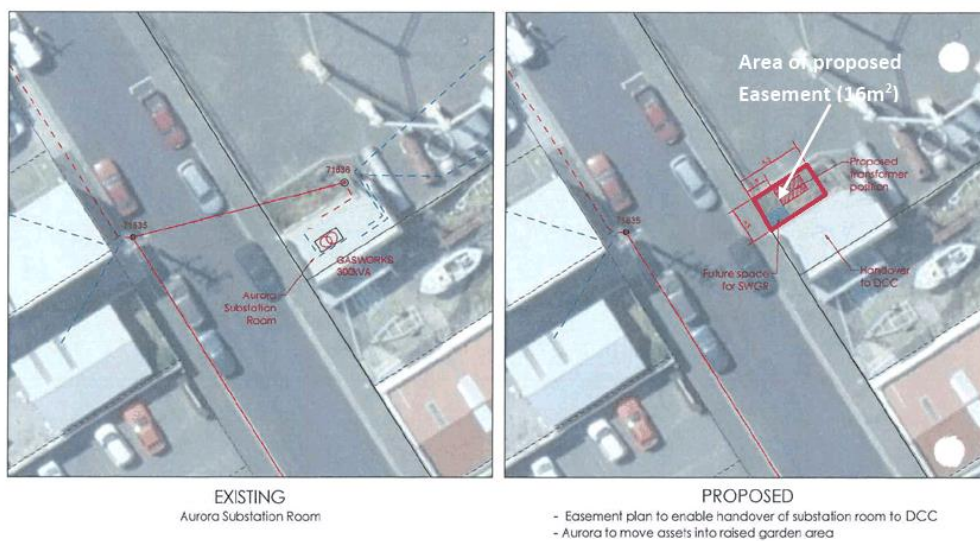 71636
71635
GASWORKS
300kVA
Aurora
Substation
Room
EXISTING
Aurora Substation Room
Area of proposed
Easement (16m²)
Proposed
transformer
position
71635
Future space
for SWGR
Handover
to DCC
PROPOSED
- Easement plan to enable handover of substation room to DCC
- Aurora to move assets into raised garden area